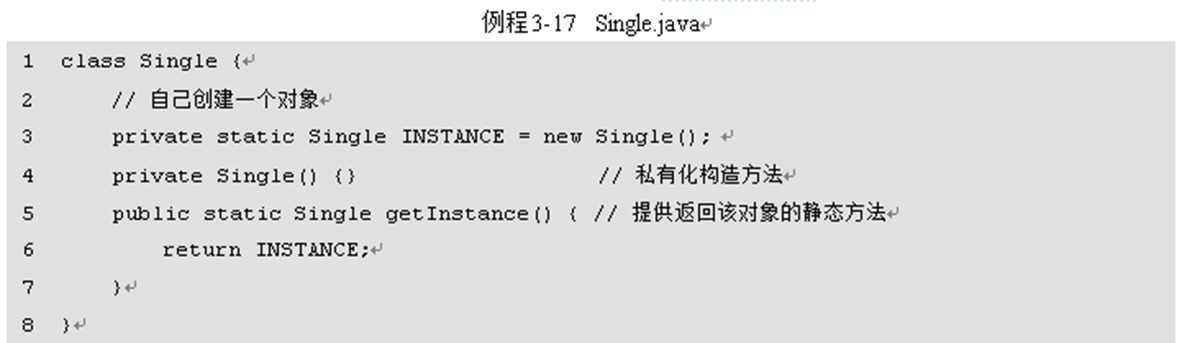 例程3-17 Single.java↵
1 class Single {↵
2 // 自己创建一个对象↵
3 private static Single INSTANCE = new Single(); ↵
4 private Single() {} // 私有化构造方法↵
5 public static Single getInstance() { // 提供返回该对象的静态方法↵
6 return INSTANCE;↵
7 }↵
8 }↵